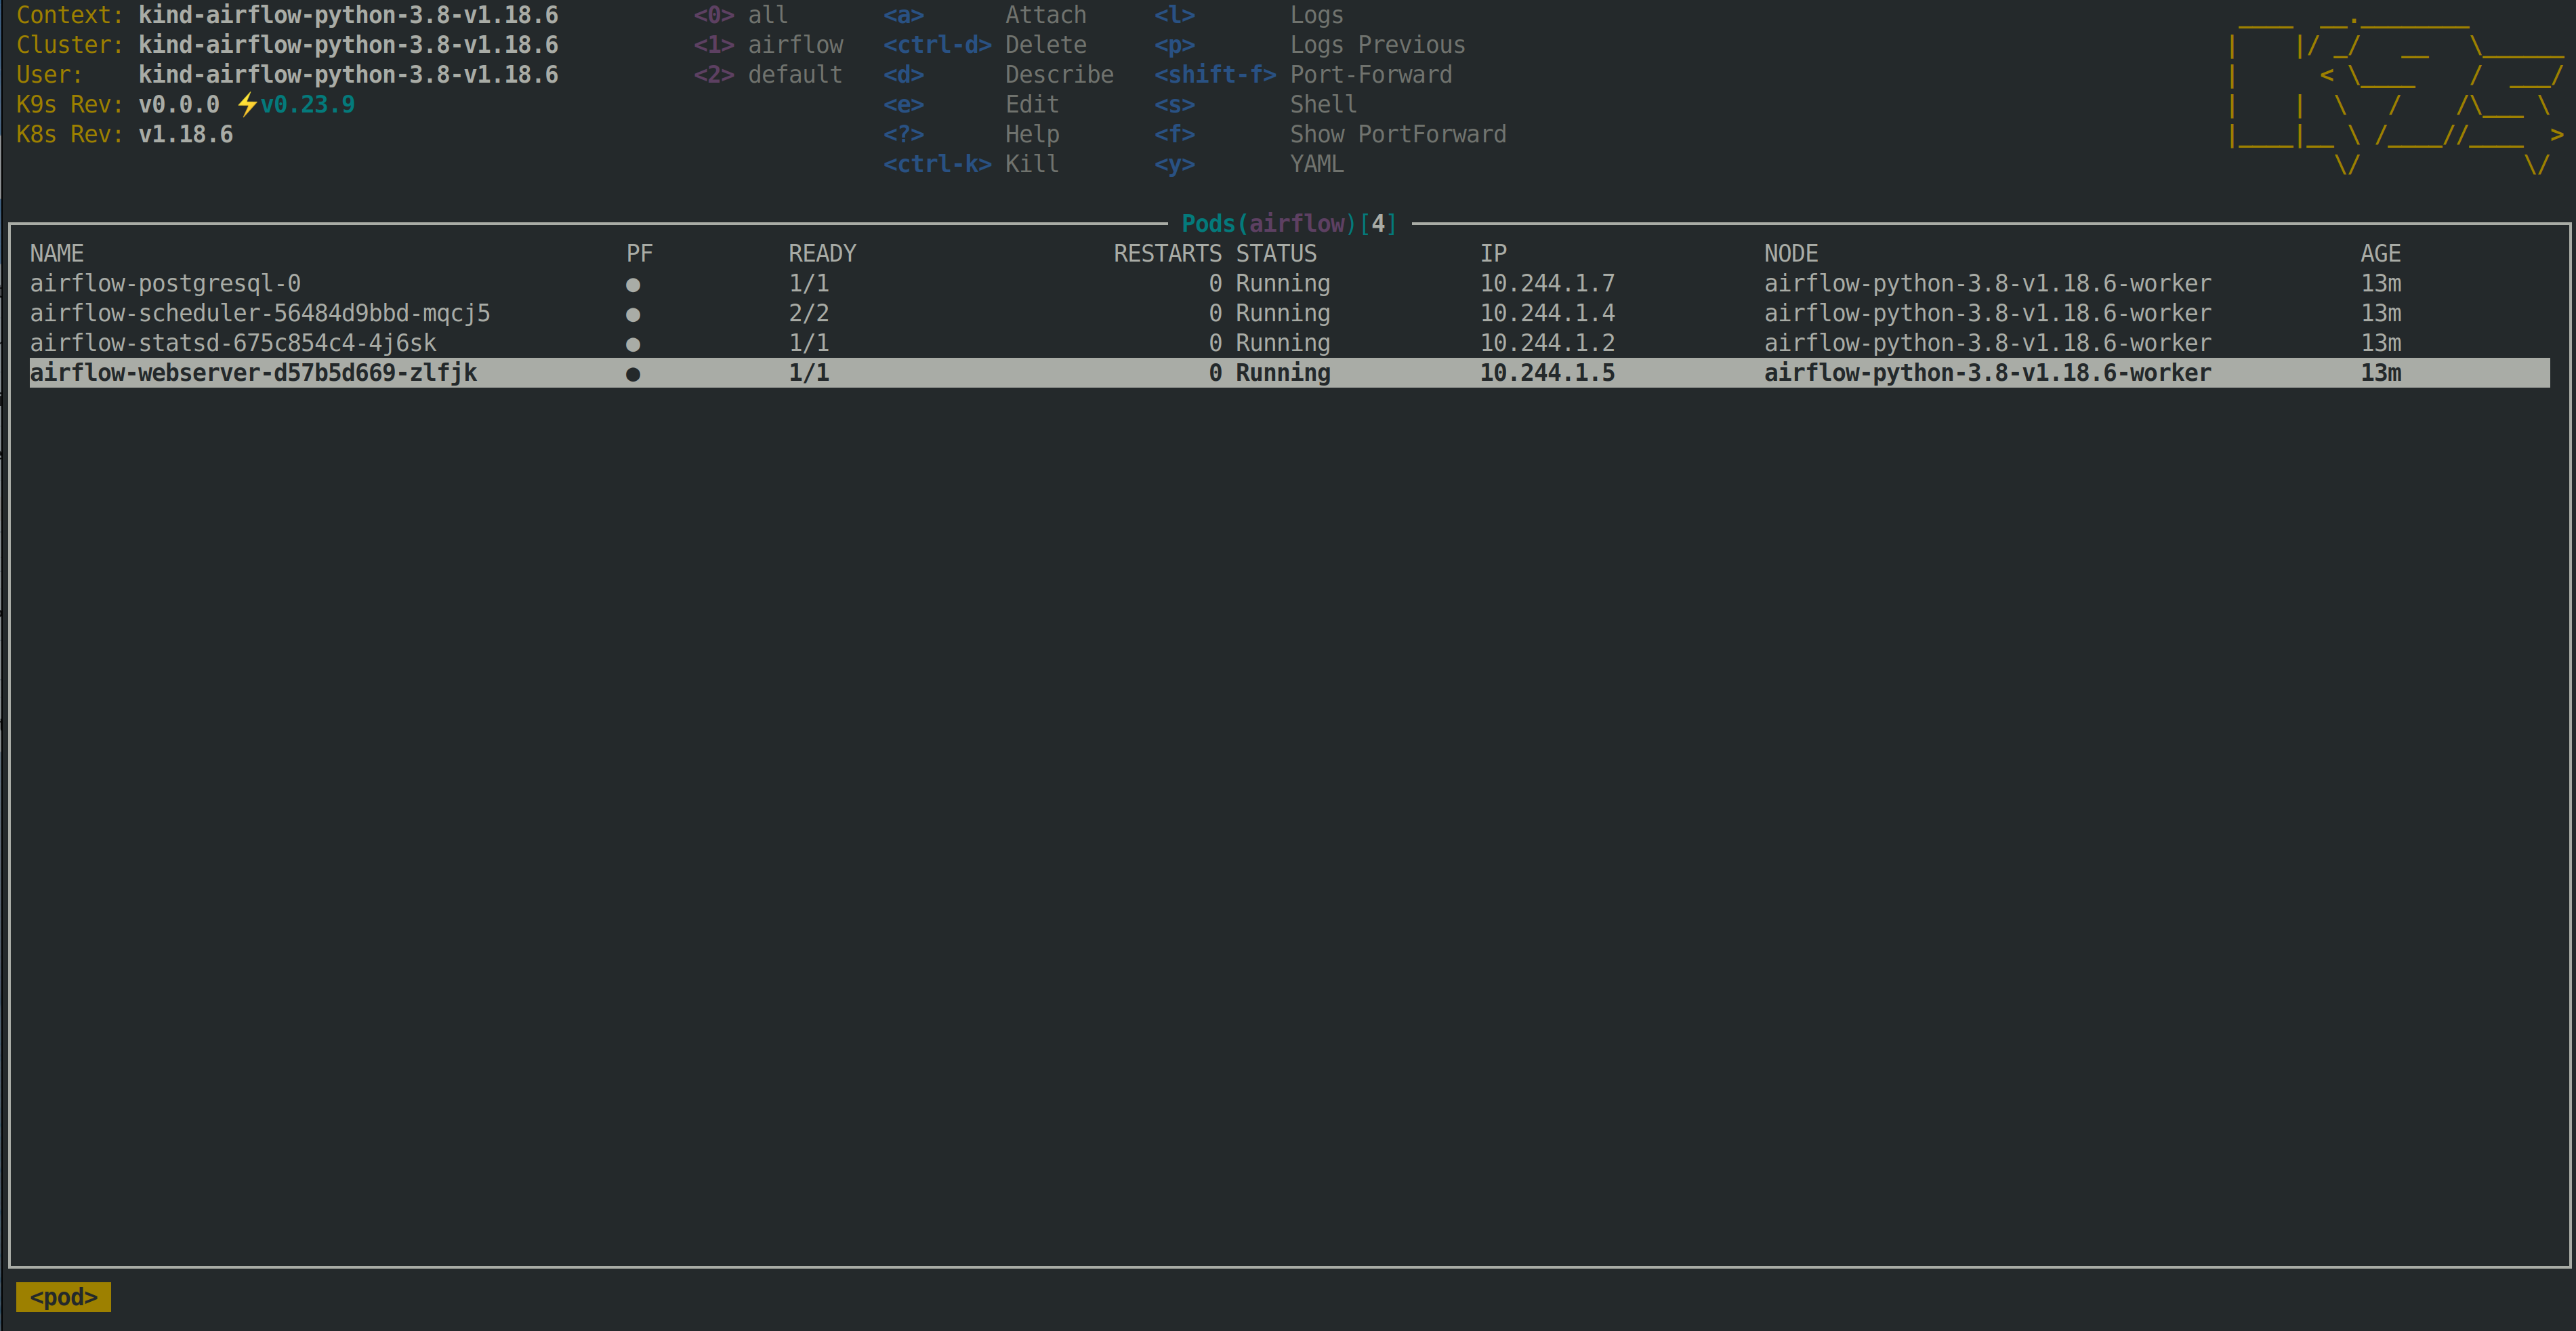 Context: kind-airflow-python-3.8-v1.18.6 <0> all <a> Attach <l> Logs
Cluster: kind-airflow-python-3.8-v1.18.6 <1> airflow <ctrl-d> Delete <p> Logs Previous
User: kind-airflow-python-3.8-v1.18.6 <2> default <d> Describe <shift-f> Port-Forward
K9s Rev: v0.0.0 ⚡v0.23.9 <e> Edit <s> Shell
K8s Rev: v1.18.6 <?> Help <f> Show PortForward
<ctrl-k> Kill <y> YAML
Pods(airflow)[4]
NAME PF READY RESTARTS STATUS IP NODE AGE
airflow-postgresql-0 ● 1/1 0 Running 10.244.1.7 airflow-python-3.8-v1.18.6-worker 13m
airflow-scheduler-56484d9bbd-mqcj5 ● 2/2 0 Running 10.244.1.4 airflow-python-3.8-v1.18.6-worker 13m
airflow-statsd-675c854c4-4j6sk ● 1/1 0 Running 10.244.1.2 airflow-python-3.8-v1.18.6-worker 13m
airflow-webserver-d57b5d669-zlfjk ● 1/1 0 Running 10.244.1.5 airflow-python-3.8-v1.18.6-worker 13m
<pod>